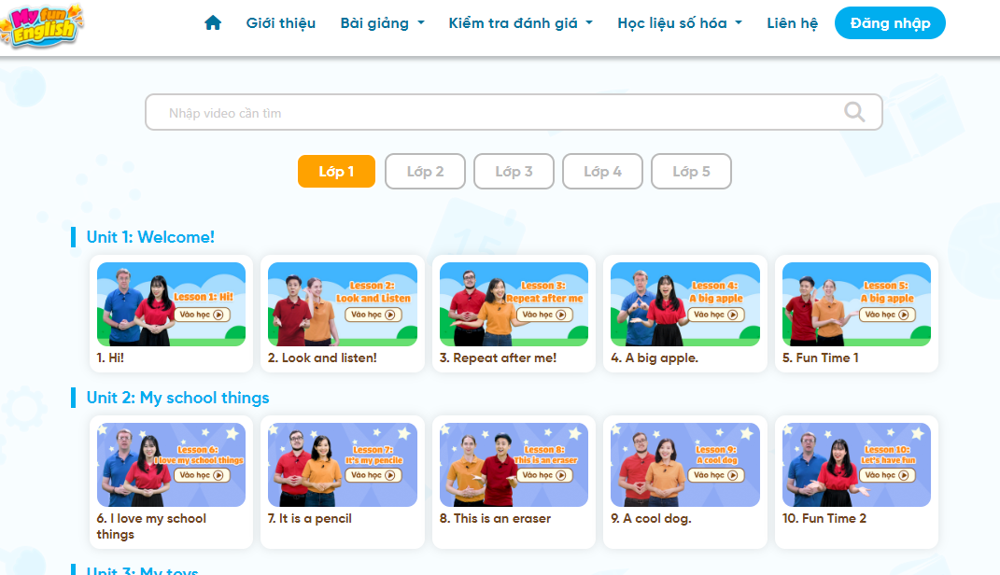 My fun
English
Giới thiệu
Bài giảng
Kiểm tra đánh giá
Học liệu số hóa
Liên hệ
Đăng nhập
Nhập video cần tìm
Lớp 1
Lớp 2
Lớp 3
Lớp 4
Lớp 5
Unit 1: Welcome!
Lesson 1: Hi!
Vào học
1. Hi!
Lesson 2:
Look and Listen
Vào học
2. Look and listen!
Lesson 3:
Repeat after me
Vào học
3. Repeat after me!
Lesson 4:
A big apple
Vào học
4. A big apple.
Lesson 5:
A big apple
Vào học
5. Fun Time 1
Unit 2: My school things
Lesson 6:
I love my school things
Vào học
6. I love my school
things
Lesson 7:
It's my pencile
Vào học
7. It is a pencil
Lesson 8:
This is an eraser
Vào học
8. This is an eraser
Lesson 9:
A cool dog
Vào học
9. A cool dog.
Lesson 10:
Let's have fun
Vào học
10. Fun Time 2
Unit 3: My toys
15